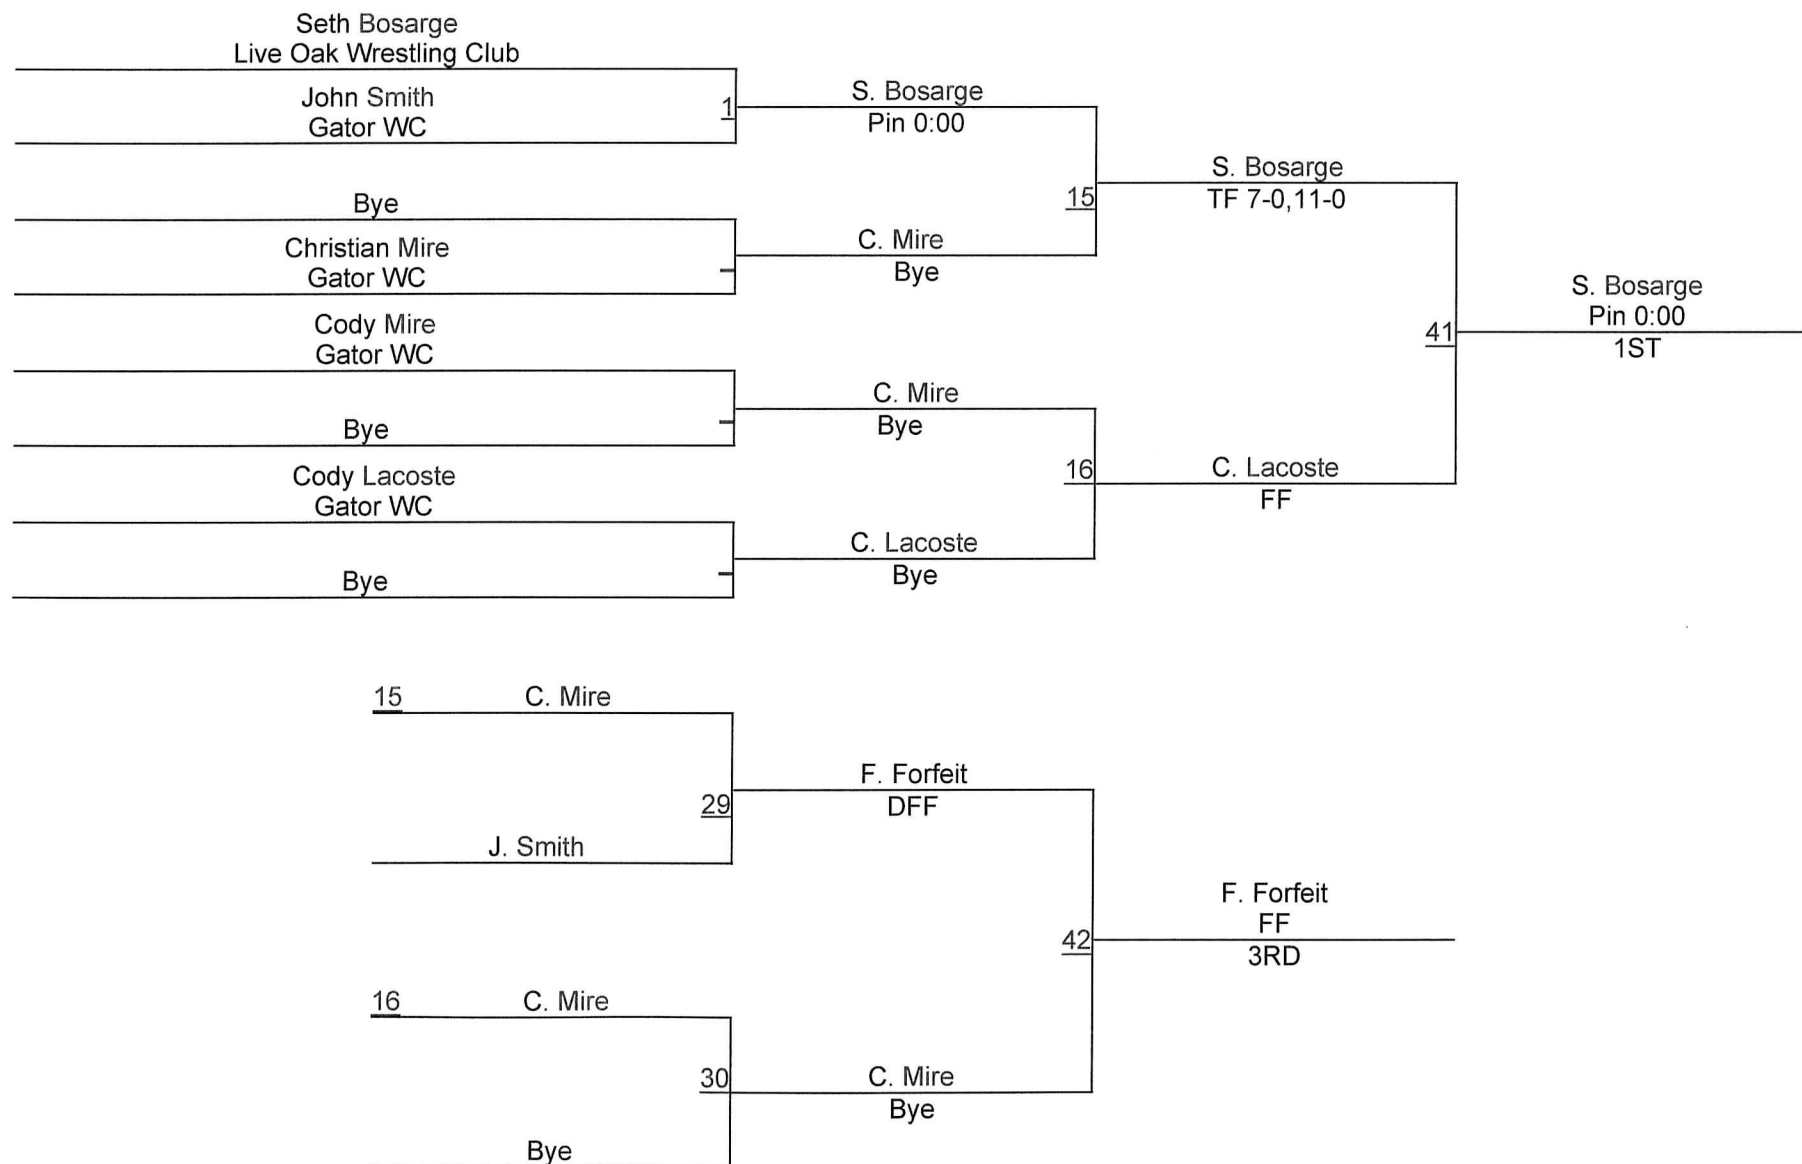 Seth Bosarge
Live Oak Wrestling Club
John Smith
Gator WC
1
S. Bosarge
Pin 0:00
Bye
Christian Mire
Gator WC
C. Mire
Bye
15
S. Bosarge
TF 7-0,11-0
Cody Mire
Gator WC
Bye
C. Mire
Bye
Cody Lacoste
Gator WC
Bye
C. Lacoste
Bye
16
C. Lacoste
FF
41
S. Bosarge
Pin 0:00
1ST
15
C. Mire
J. Smith
29
F. Forfeit
DFF
16
C. Mire
Bye
30
C. Mire
Bye
42
F. Forfeit
FF
3RD